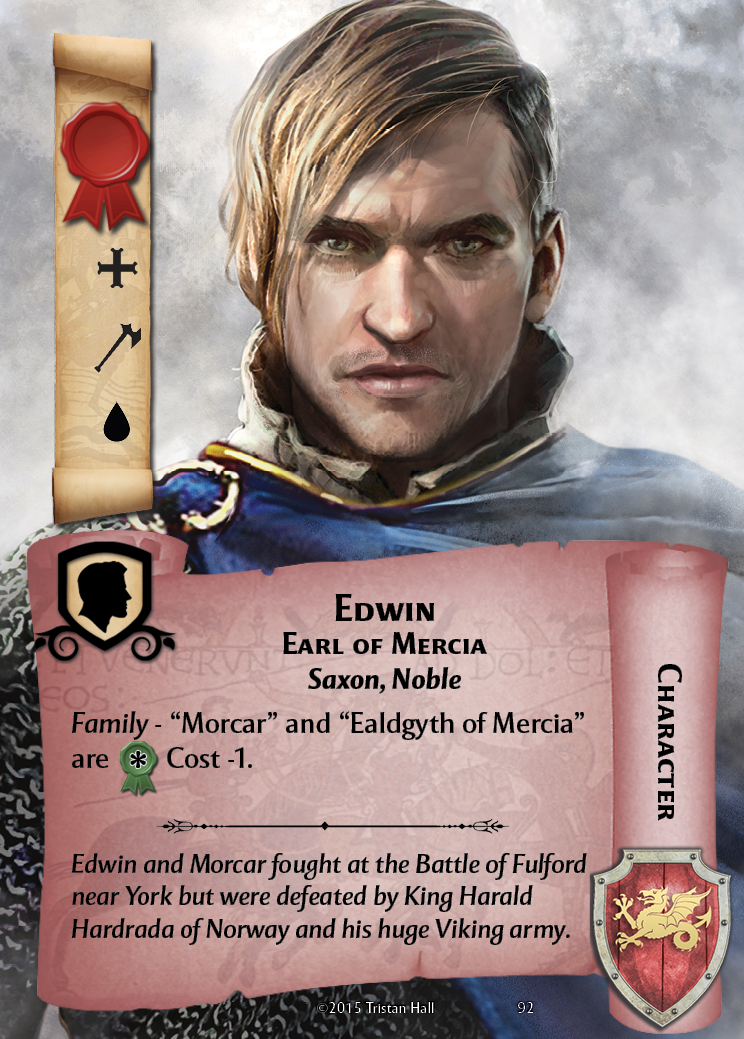 Edwin
Earl of Mercia
Saxon, Noble
Family - “Morcar” and “Ealdgyth of Mercia”
are * Cost -1.
Character
Edwin and Morcar fought at the Battle of Fulford
near York but were defeated by King Harald
Hardrada of Norway and his huge Viking army.
©2015 Tristan Hall
92